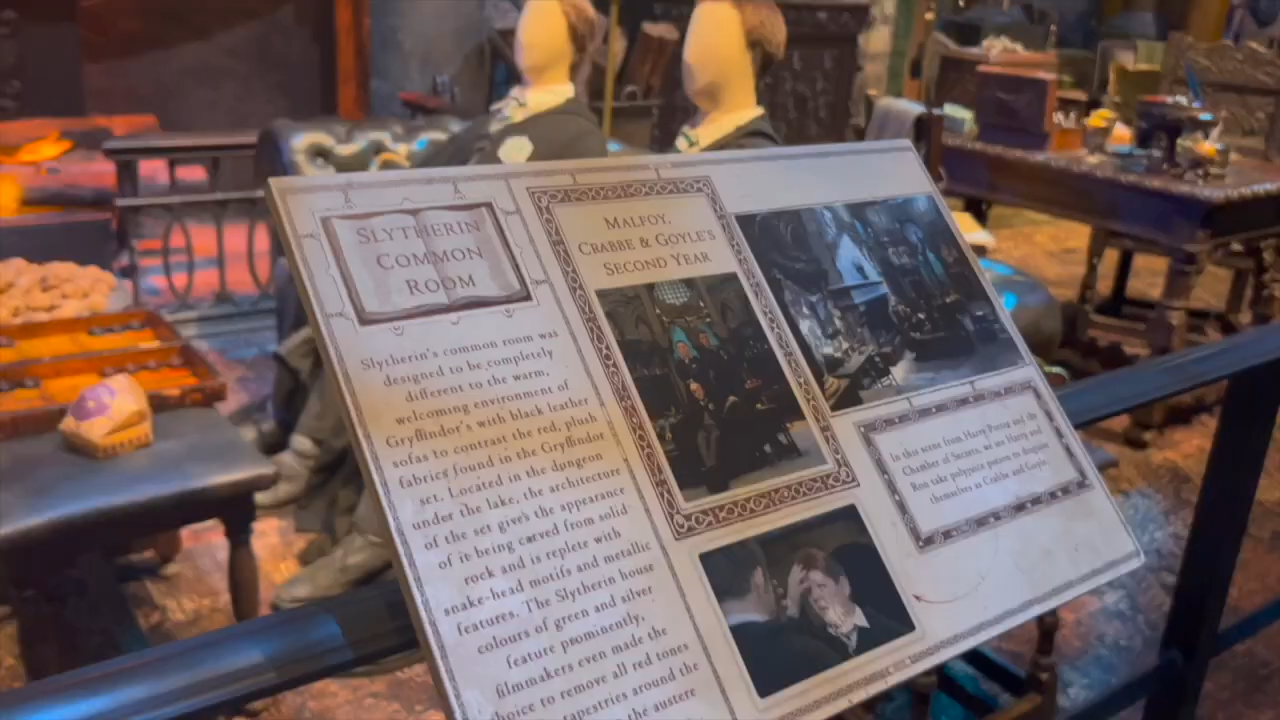 SLYTHERIN
COMMON
ROOM
Slytherin's common room was
designed to be completely
different to the warm,
welcoming environment of
Gryffindor's with black leather
sofas to contrast the red, plush
fabrics found in the Gryffindor
set. Located in the dungeon
under the lake, the architecture
of the set gives the appearance
of it being carved from solid
rock and is replete with
snake-head motifs and metallic
features. The Slytherin house
colours of green and silver
feature prominently,
filmmakers even made the
choice to remove all red tones
tapestries around the
the austere
MALFOY,
CRABBE & GOYLE'S
SECOND YEAR
In this scene from Harry Potter and the
Chamber of Secrets, we see Harry and
Ron take polyjuice potion to disguise
themselves as Crabbe and Goyle.